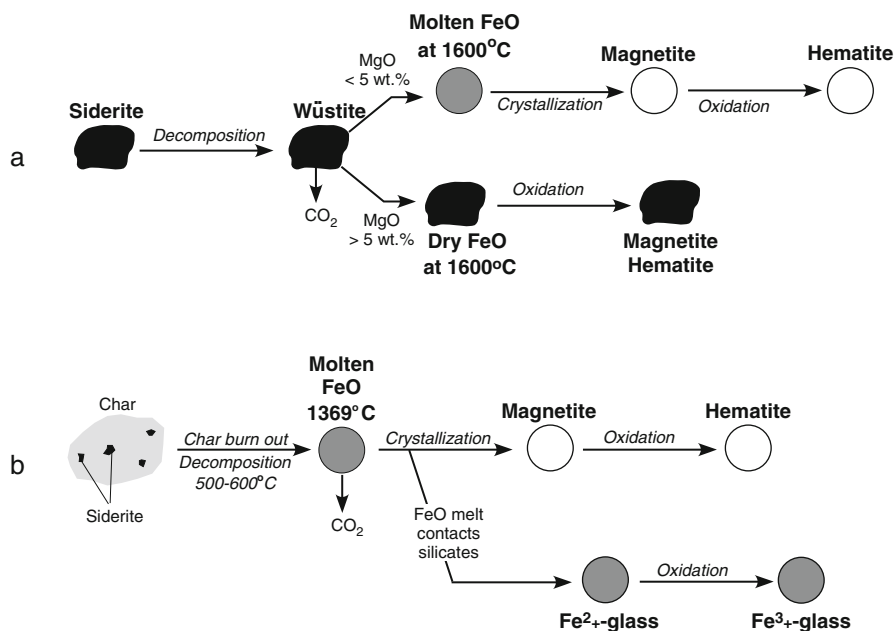 a
Siderite
Decomposition
Wüstite
CO₂
MgO
< 5 wt.%
Molten FeO
at 1600°C
Crystallization
Magnetite
Oxidation
Hematite
MgO
> 5 wt.%
Dry FeO
at 1600°C
Oxidation
Magnetite
Hematite
b
Char
Siderite
Char burn out
Decomposition
500-600°C
Molten
FeO
1369°C
CO₂
Crystallization
Magnetite
Oxidation
Hematite
FeO melt
contacts
silicates
Fe²⁺-glass
Oxidation
Fe³⁺-glass